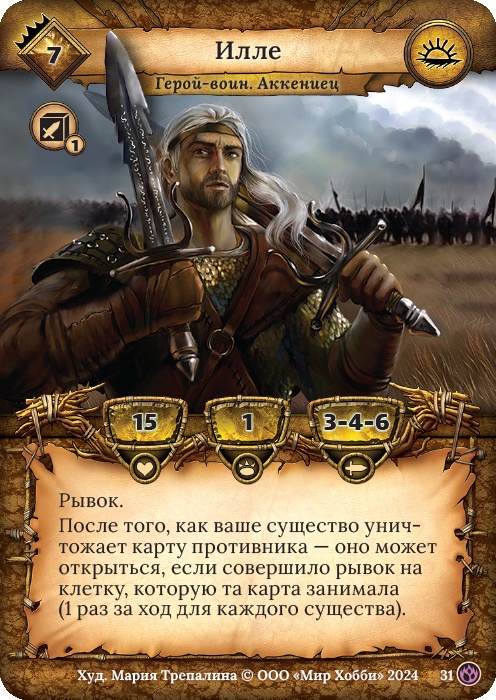 7
Илле
Герой-воин. Аккениец
1
15
1
3-4-6
Рывок.
После того, как ваше существо унич-
тожает карту противника — оно может
открыться, если совершило рывок на
клетку, которую та карта занимала
(1 раз за ход для каждого существа).
Худ. Мария Трепалина © ООО «Мир Хобби» 2024
31